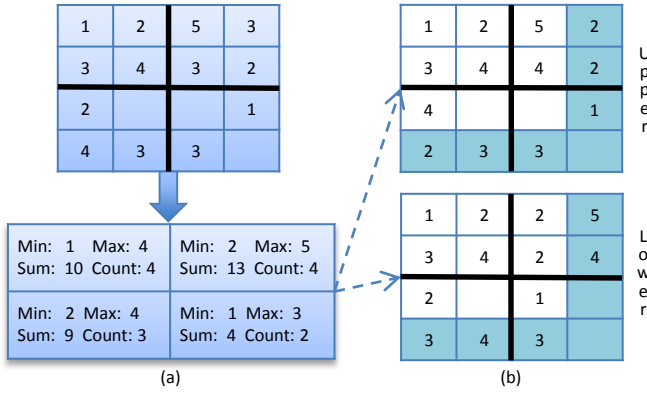 1 2 5 3
3 4 3 2
2 1
4 3 3
Min: 1 Max: 4
Sum: 10 Count: 4
Min: 2 Max: 5
Sum: 13 Count: 4
Min: 2 Max: 4
Sum: 9 Count: 3
Min: 1 Max: 3
Sum: 4 Count: 2
(a)
1 2 5 2
3 4 4 2
4 1
2 3 3
Upper
1 2 2 5
3 4 2 4
2 1
3 4 3
Lower
(b)